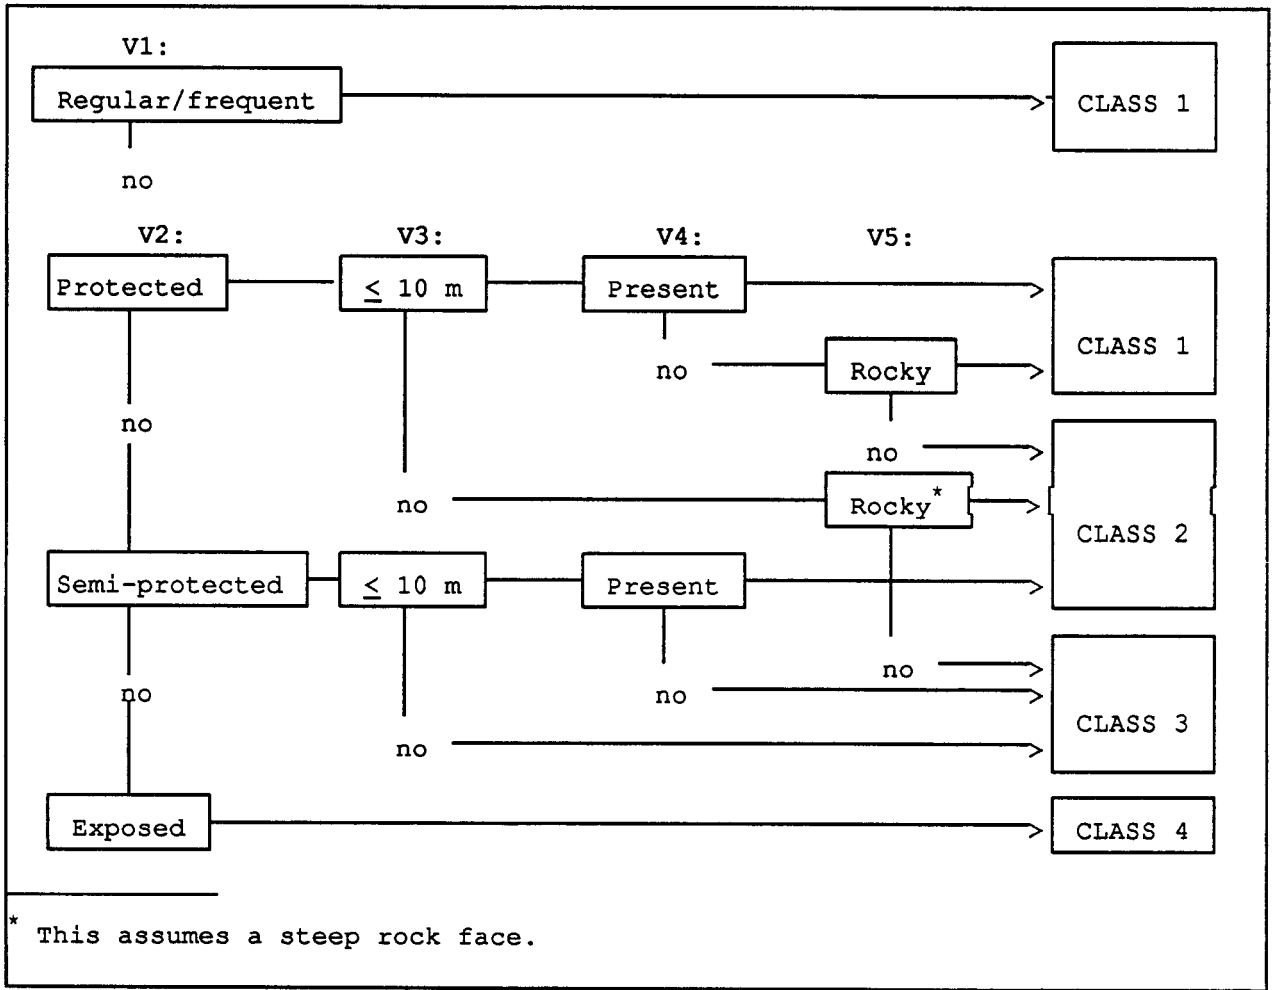 V1:
Regular/frequent
CLASS 1
no
V2: V3: V4: V5:
Protected ≤ 10 m Present
CLASS 1
no Rocky
no
no
no Rocky*
CLASS 2
Semi-protected ≤ 10 m Present
no
no
no
CLASS 3
no
Exposed
CLASS 4
* This assumes a steep rock face.